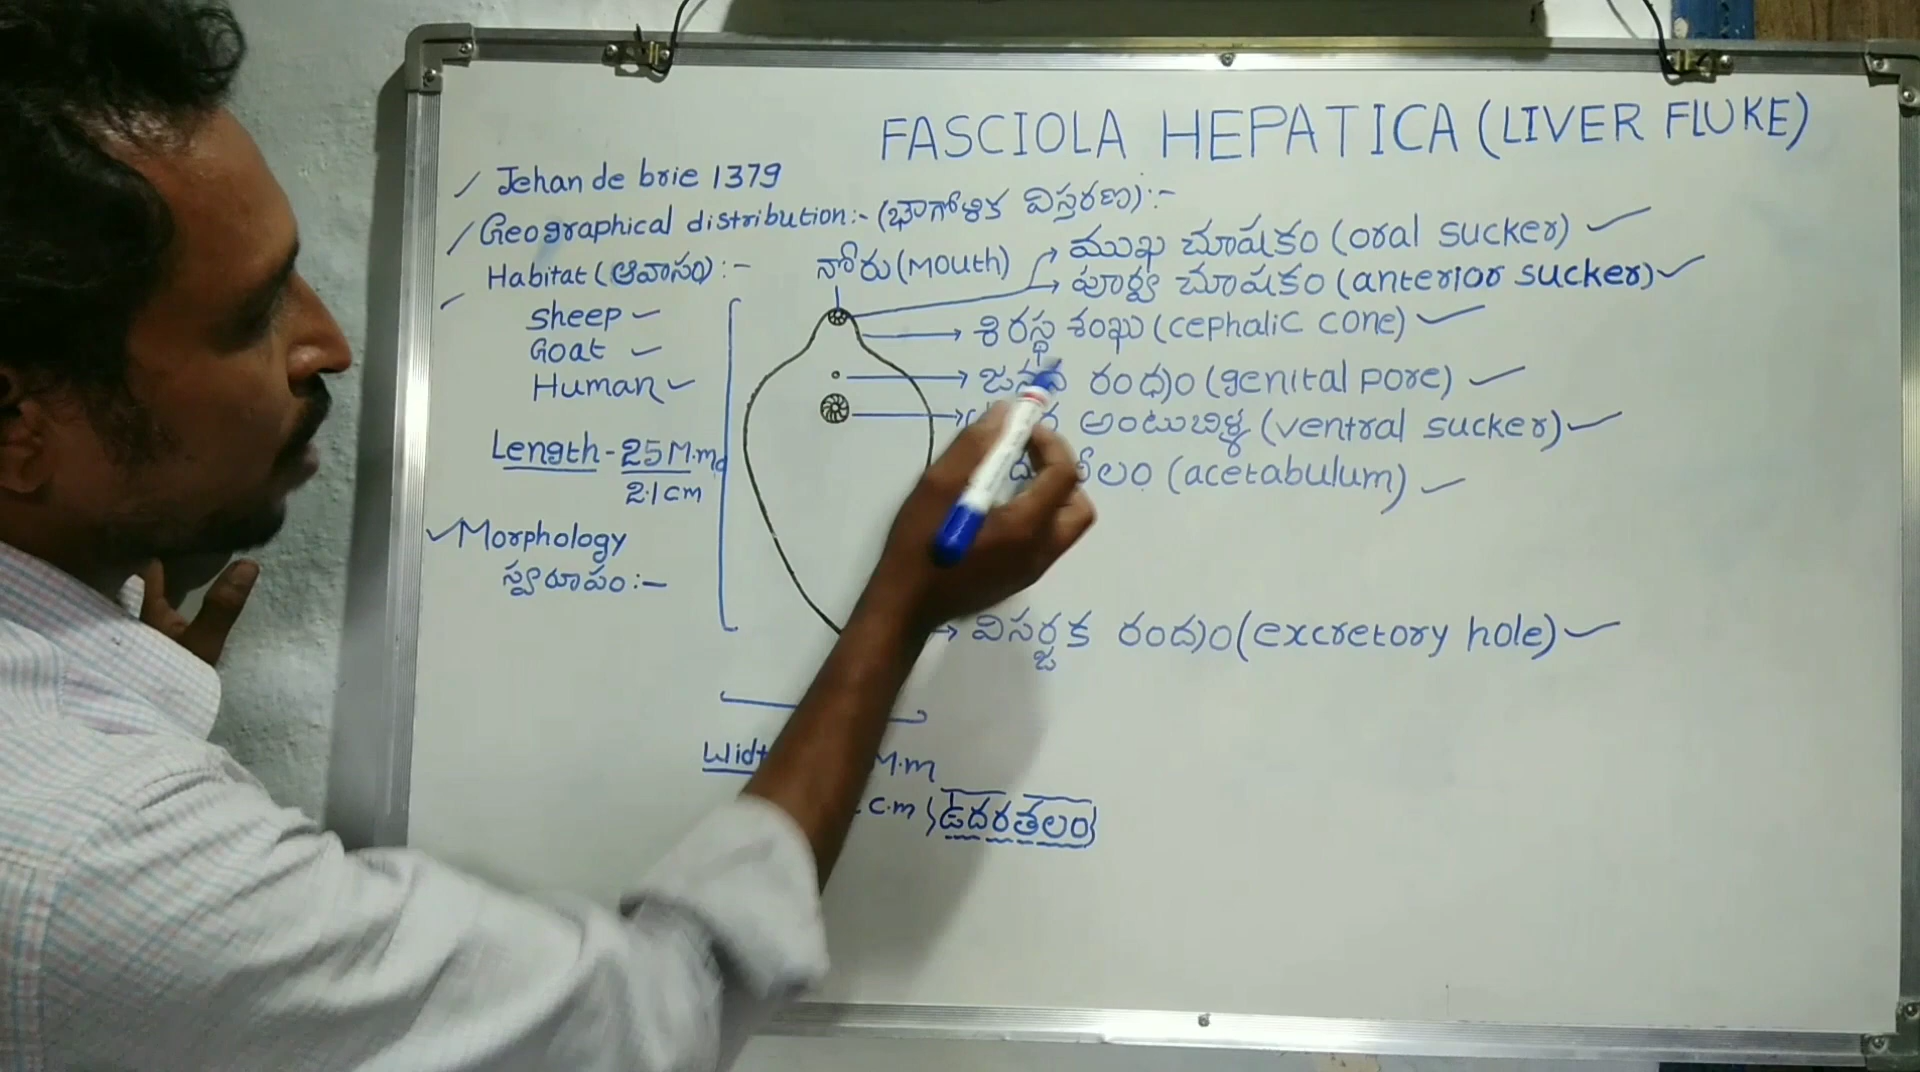 FASCIOLA HEPATICA (LIVER FLUKE)
Jehan de brie 1379
Geographical distribution:- (భౌగోళిక విస్తరణ):-
Habitat (ఆవాసం):-
Sheep
Goat
Human
Length - 25 M.m
2.1 cm
Morphology
స్వరూపం:-
నోరు (MOUTH)
ముఖ చూషకం (oral sucker)
పూర్వ చూషకం (anterior sucker)
శిరస్థ శంఖు (cephalic cone)
జనన రంధ్రం (genital pore)
అంటుబిళ్ళ (ventral sucker)
(acetabulum)
విసర్జక రంద్రం (excretory hole)
M.m
c.m
ఉదరతలం